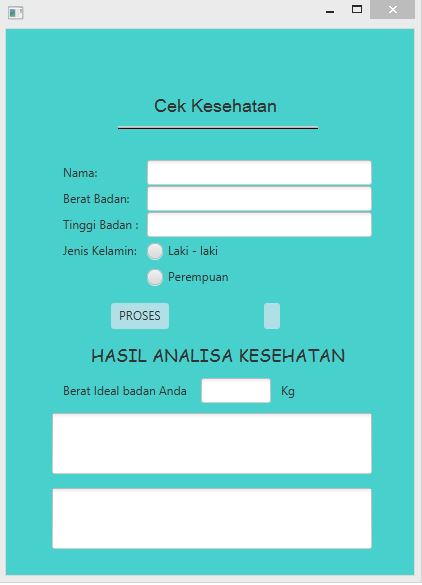 Cek Kesehatan
Nama:
Berat Badan:
Tinggi Badan :
Jenis Kelamin: Laki - laki
Perempuan
PROSES
HASIL ANALISA KESEHATAN
Berat Ideal badan Anda Kg